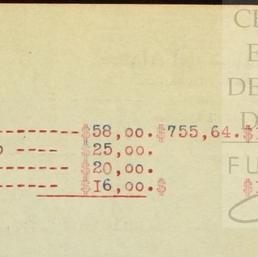 --------- $58,00. $755,64. $
o ---- $25,00.
------- $20,00.
------ $16,00. $
CE
E
DE
D
FU